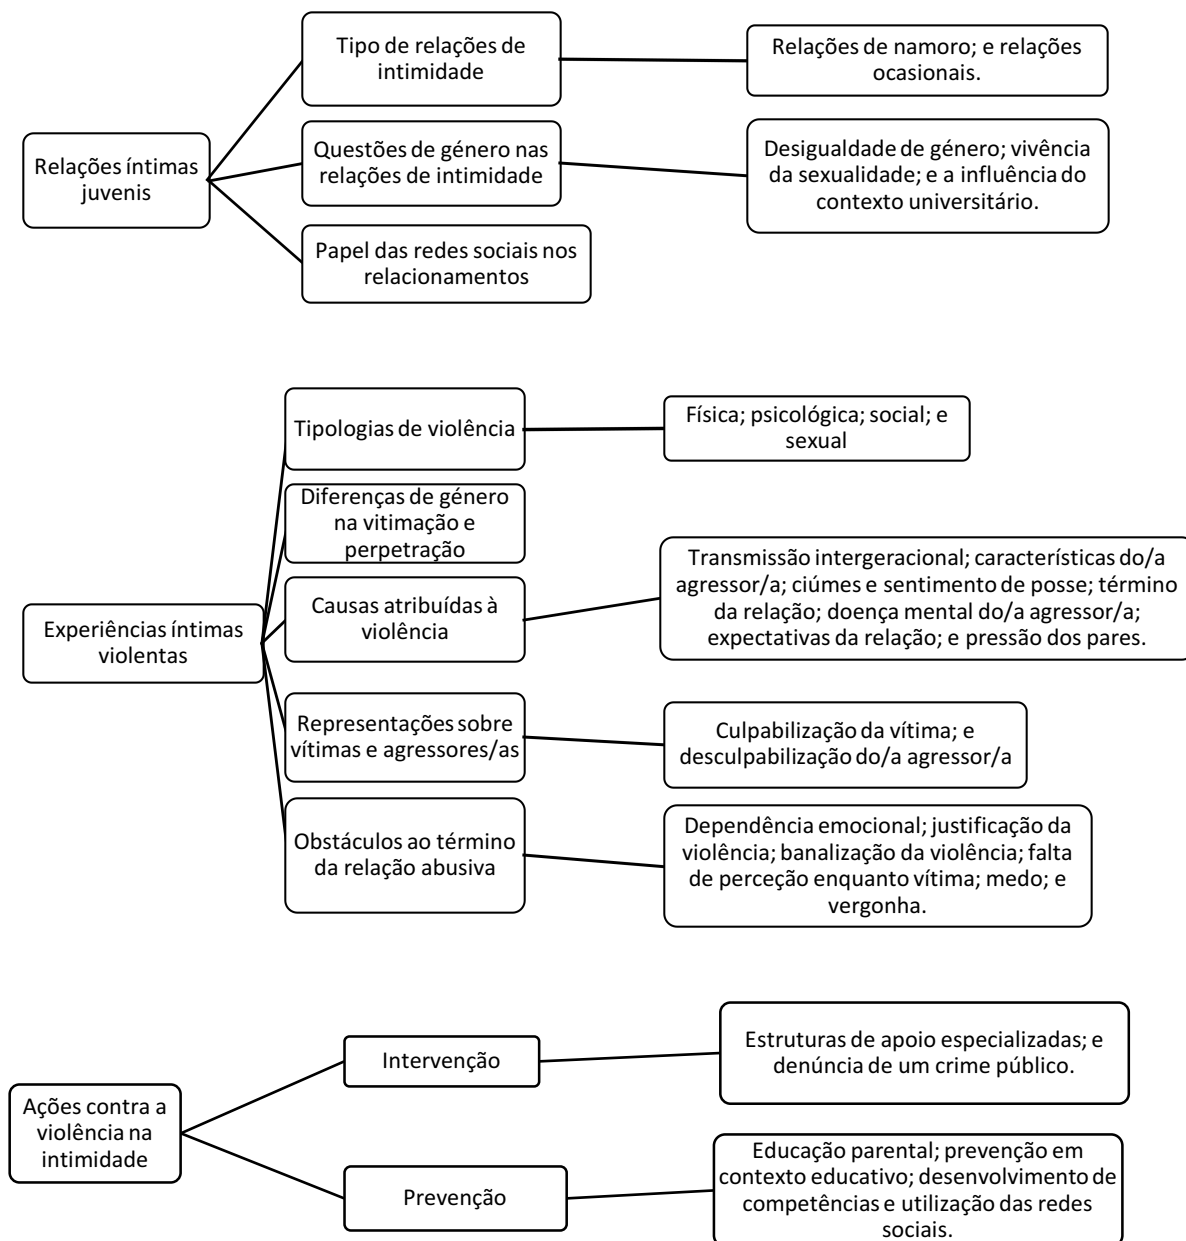 Tipo de relações de
intimidade
Relações de namoro; e relações
ocasionais.
Relações íntimas
juvenis
Questões de género nas
relações de intimidade
Desigualdade de género; vivência
da sexualidade; e a influência do
contexto universitário.
Papel das redes sociais nos
relacionamentos
Experiências íntimas
violentas
Tipologias de violência
Física; psicológica; social; e
sexual
Diferenças de género
na vitimação e
perpetração
Causas atribuídas à
violência
Transmissão intergeracional; características do/a
agressor/a; ciúmes e sentimento de posse; término
da relação; doença mental do/a agressor/a;
expectativas da relação; e pressão dos pares.
Representações sobre
vítimas e agressores/as
Culpabilização da vítima; e
desculpabilização do/a agressor/a
Obstáculos ao término
da relação abusiva
Dependência emocional; justificação da
violência; banalização da violência; falta
de perceção enquanto vítima; medo; e
vergonha.
Ações contra a
violência na
intimidade
Intervenção
Estruturas de apoio especializadas; e
denúncia de um crime público.
Prevenção
Educação parental; prevenção em
contexto educativo; desenvolvimento de
competências e utilização das redes
sociais.